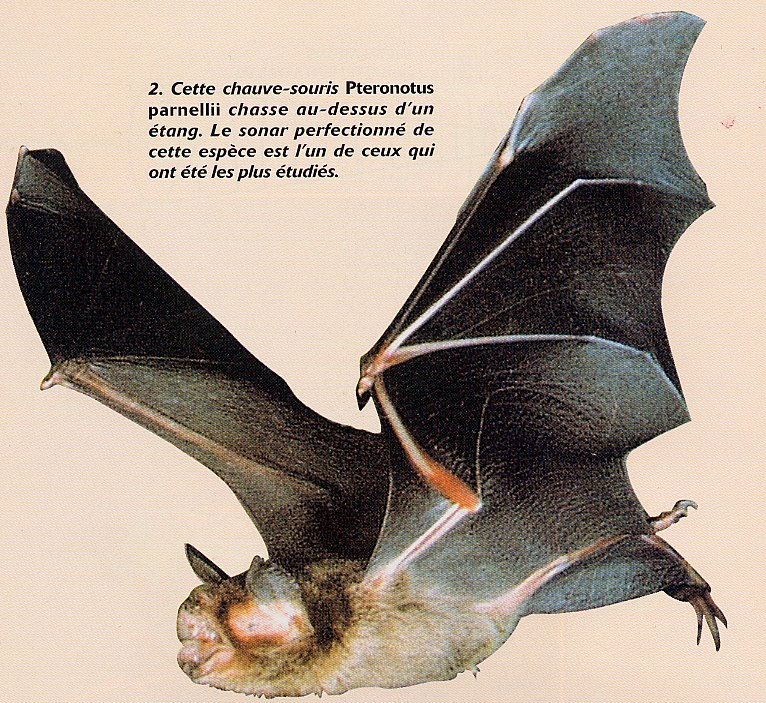 2. Cette chauve-souris Pteronotus
parnellii chasse au-dessus d'un
étang. Le sonar perfectionné de
cette espèce est l'un de ceux qui
ont été les plus étudiés.